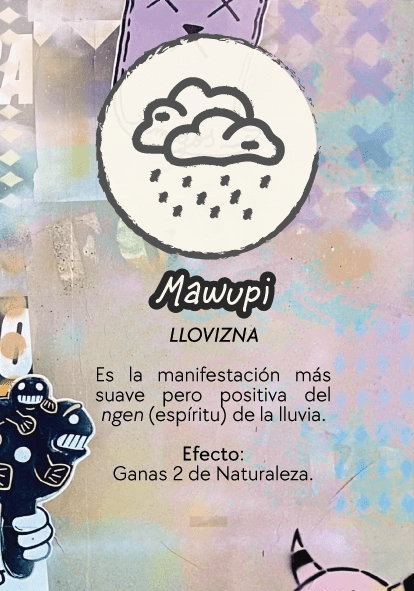 Mawupi
LLOVIZNA
Es la manifestación más
suave pero positiva del
ngen (espíritu) de la lluvia.
Efecto:
Ganas 2 de Naturaleza.